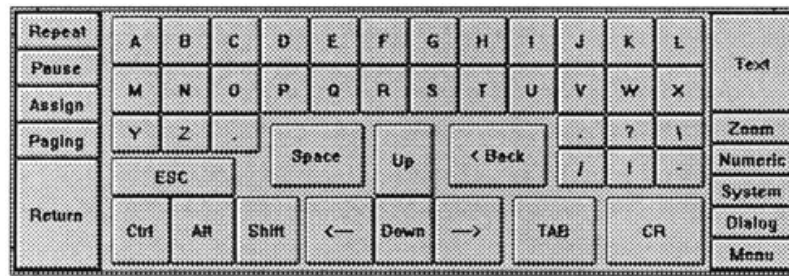 Repeat A B C D E F G H I J K L Text
Pause
Assign M N O P Q R S T U V W X
Paging Y Z . Space Up < Back . ? \ Zoom
ESC / ! - Numeric
Return Ctrl Alt Shift <— Down —> TAB CR System
Dialog
Menu